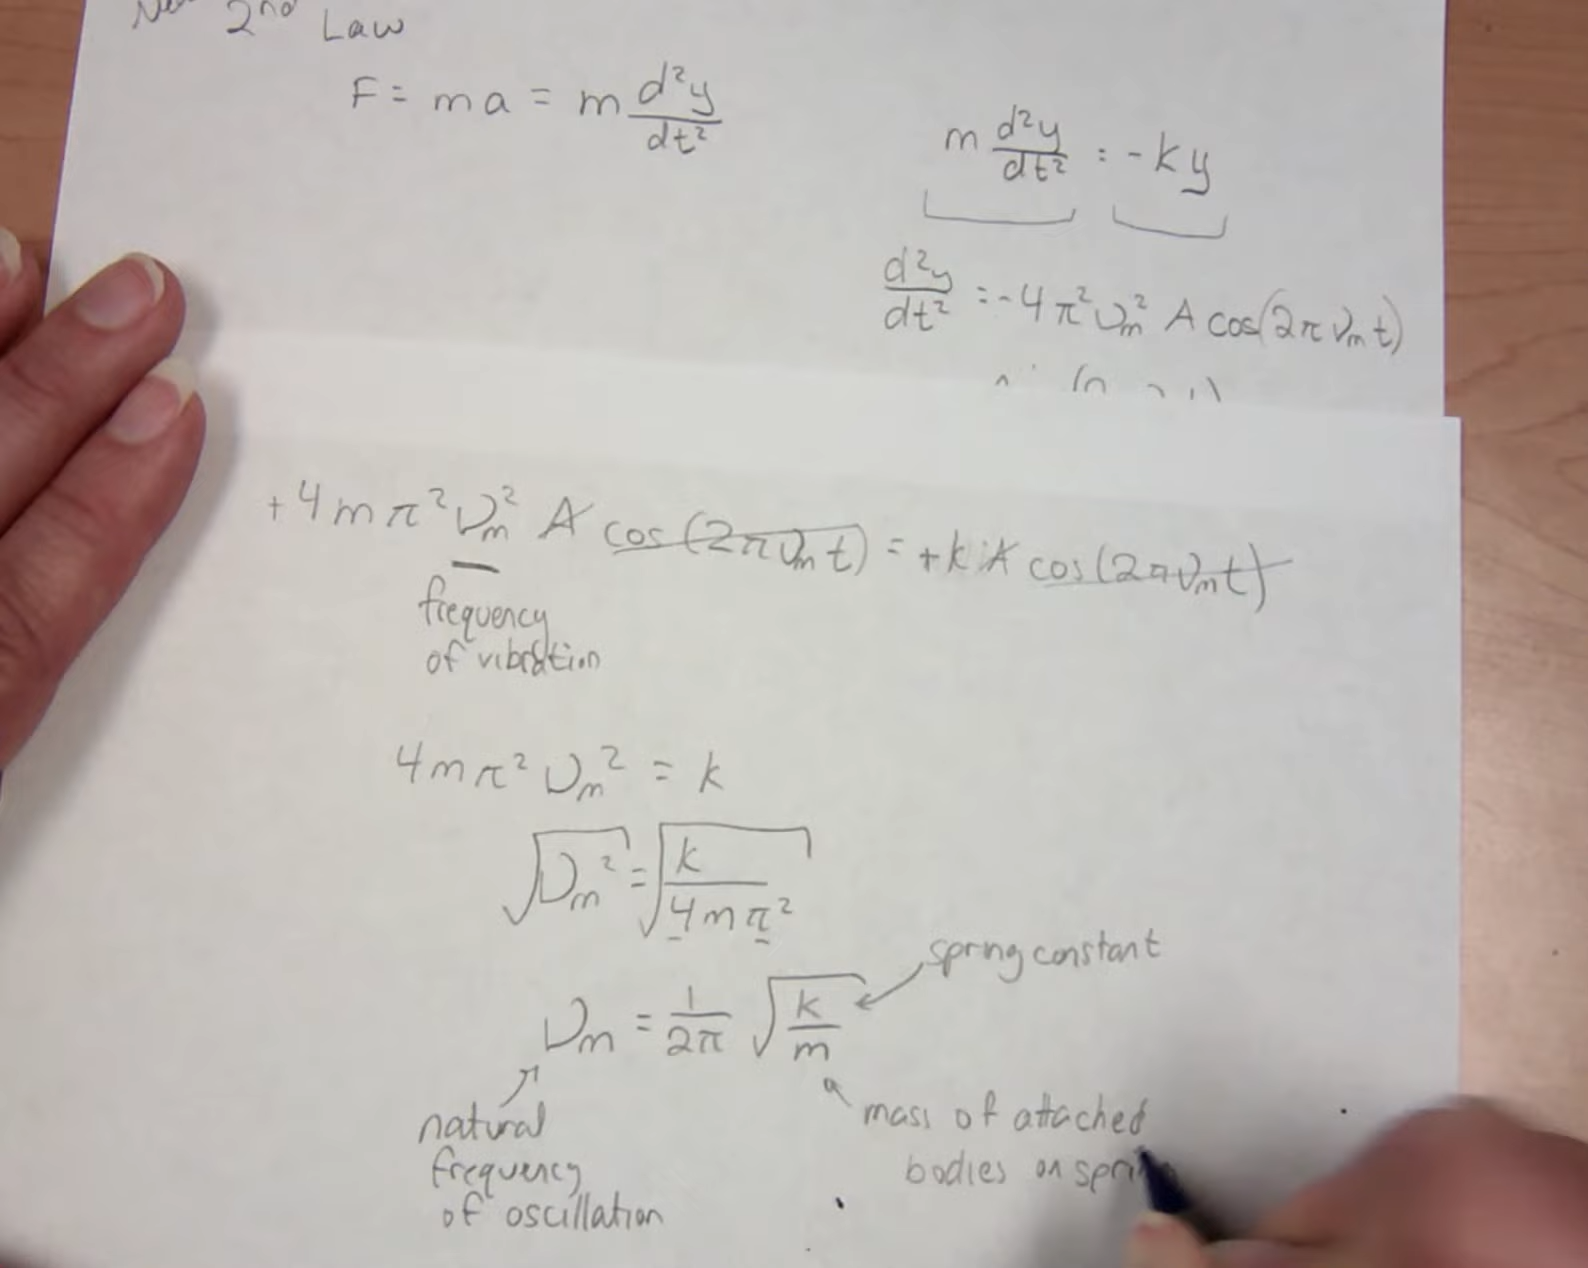 2nd Law
F = ma = m d²y/dt²
m d²y/dt² = -ky
d²y/dt² = -4π²νm² A cos(2πνm t)
+4mπ²νm² A cos(2πνm t) = +kA cos(2πνm t)
frequency
of vibration
4mπ²νm² = k
√νm² = √k/4mπ²
spring constant
νm = 1/2π √k/m
natural
frequency
of oscillation
mass of attached
bodies on